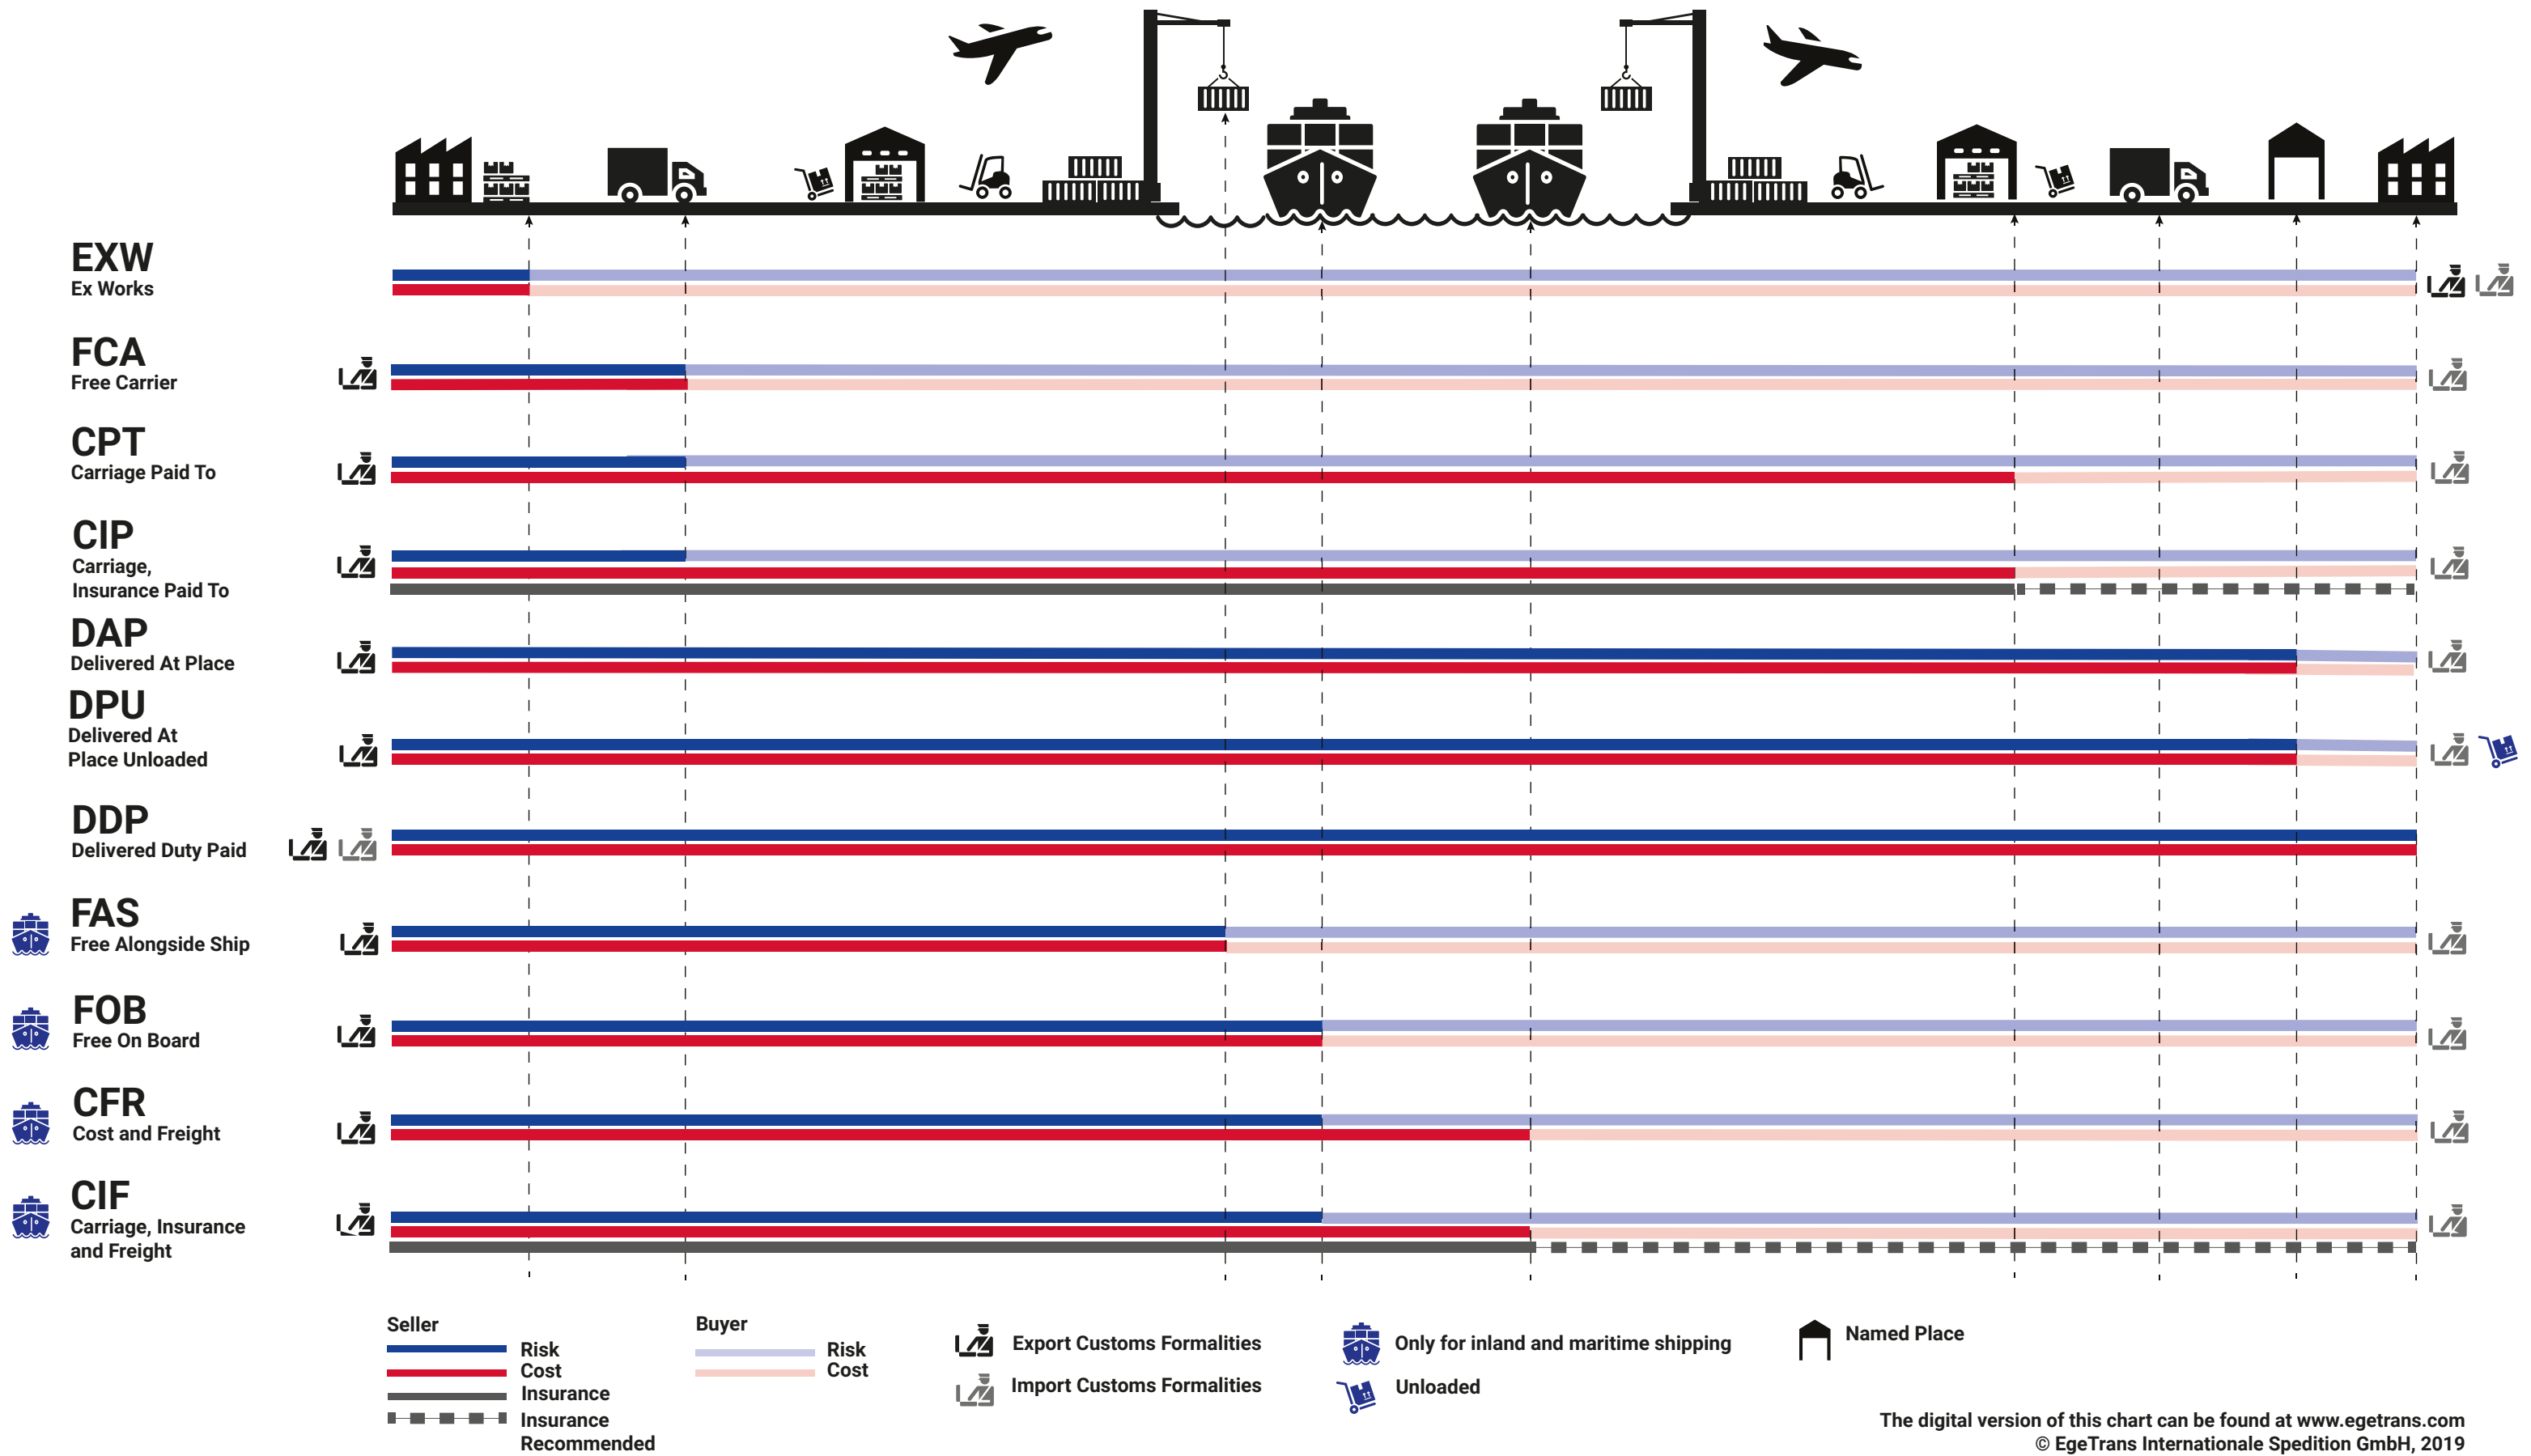 EXW
Ex Works
FCA
Free Carrier
CPT
Carriage Paid To
CIP
Carriage,
Insurance Paid To
DAP
Delivered At Place
DPU
Delivered At
Place Unloaded
DDP
Delivered Duty Paid
FAS
Free Alongside Ship
FOB
Free On Board
CFR
Cost and Freight
CIF
Carriage, Insurance
and Freight
Seller
Risk
Cost
Insurance
Insurance
Recommended
Buyer
Risk
Cost
Export Customs Formalities
Import Customs Formalities
Only for inland and maritime shipping
Unloaded
Named Place
The digital version of this chart can be found at www.egetrans.com
© EgeTrans Internationale Spedition GmbH, 2019